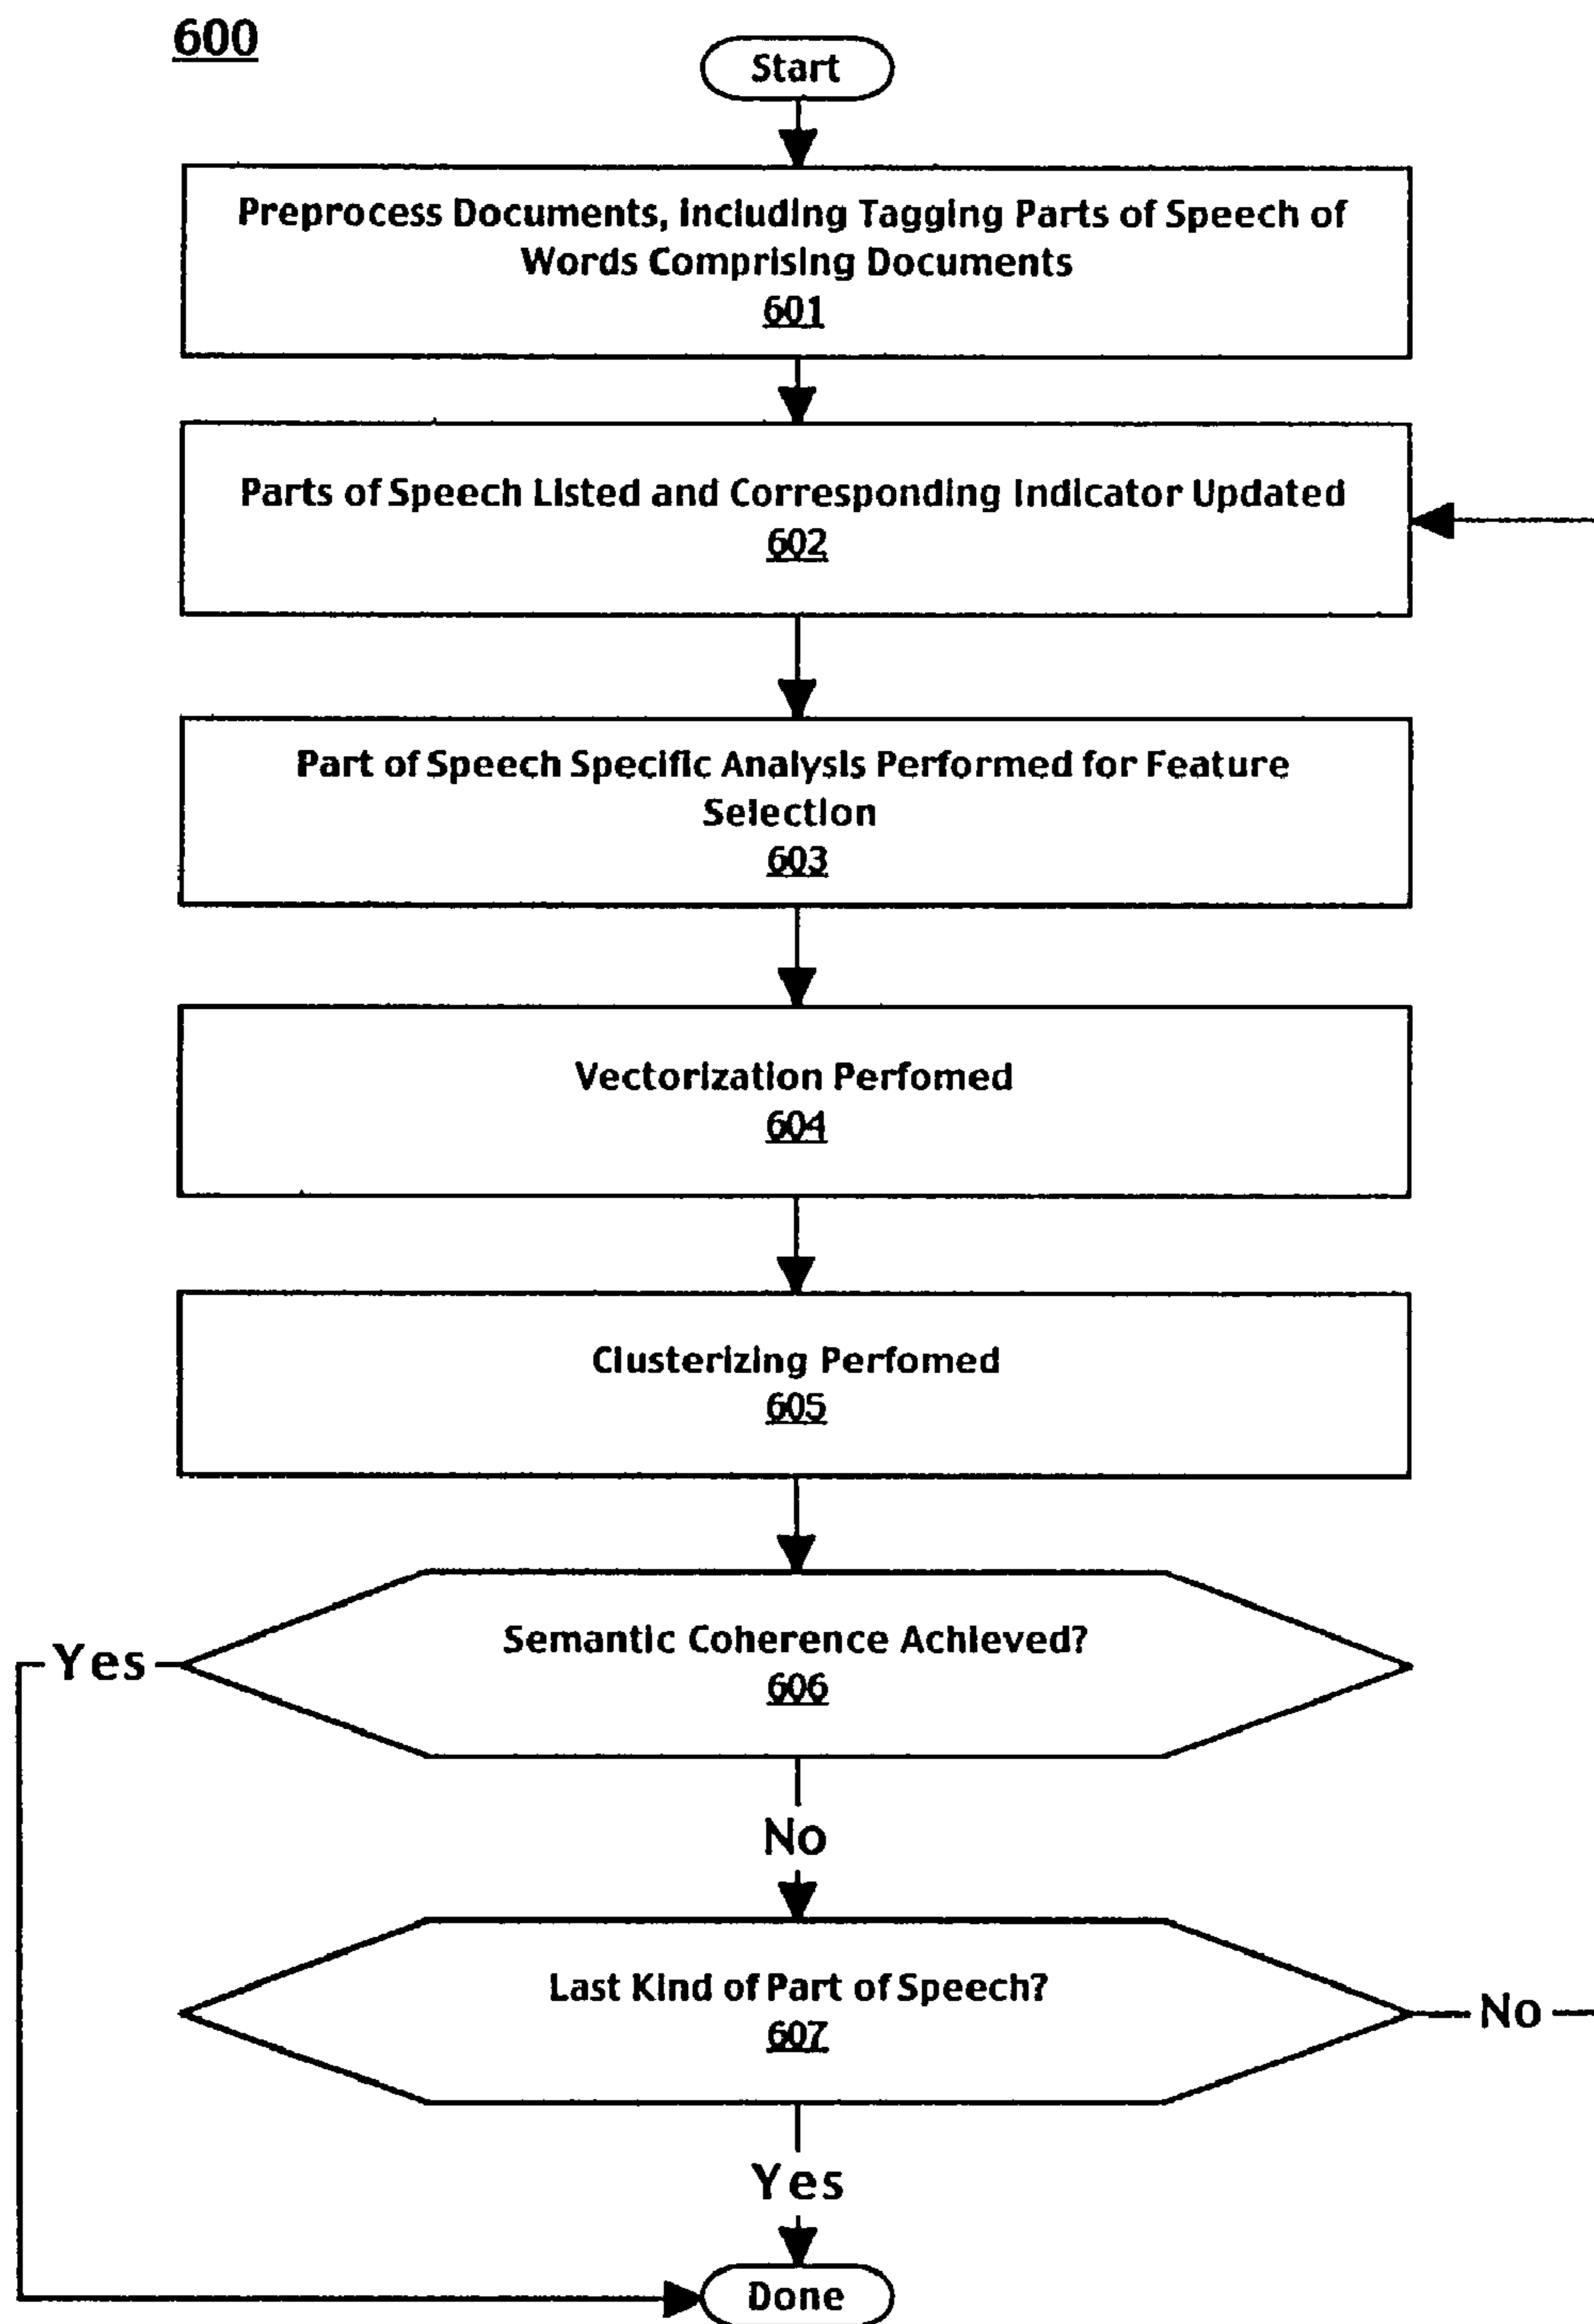 600
Start
Preprocess Documents, Including Tagging Parts of Speech of
Words Comprising Documents
601
Parts of Speech Listed and Corresponding Indicator Updated
602
Part of Speech Specific Analysis Performed for Feature
Selection
603
Vectorization Perfomed
604
Clusterizing Perfomed
605
Semantic Coherence Achieved?
606
Yes
No
Last Kind of Part of Speech?
607
No
Yes
Done